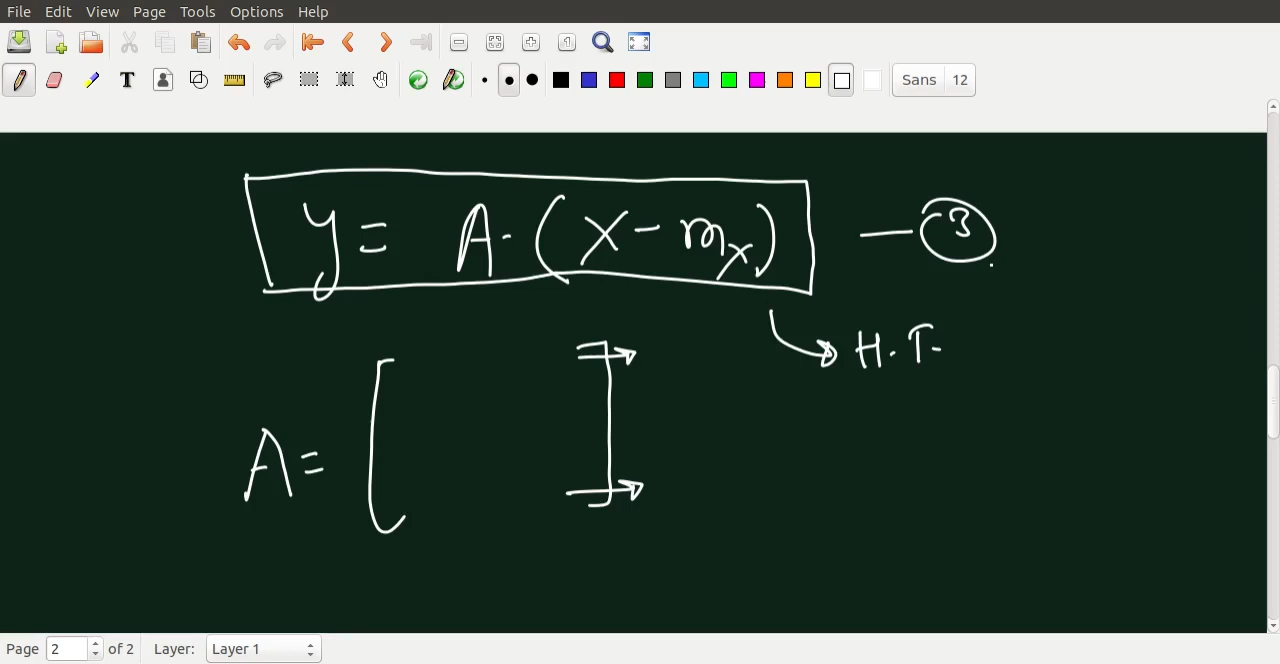 File Edit View Page Tools Options Help
T Sans 12
y = A · (x - mx) — 3
→ H.T.
A = [ ]
Page 2 of 2 Layer: Layer 1